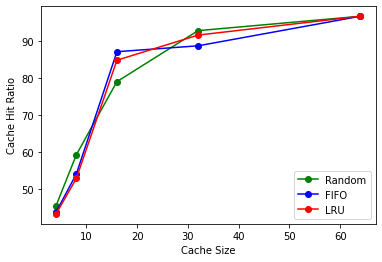 90
80
70
60
50
Cache Hit Ratio
10 20 30 40 50 60
Cache Size
Random
FIFO
LRU